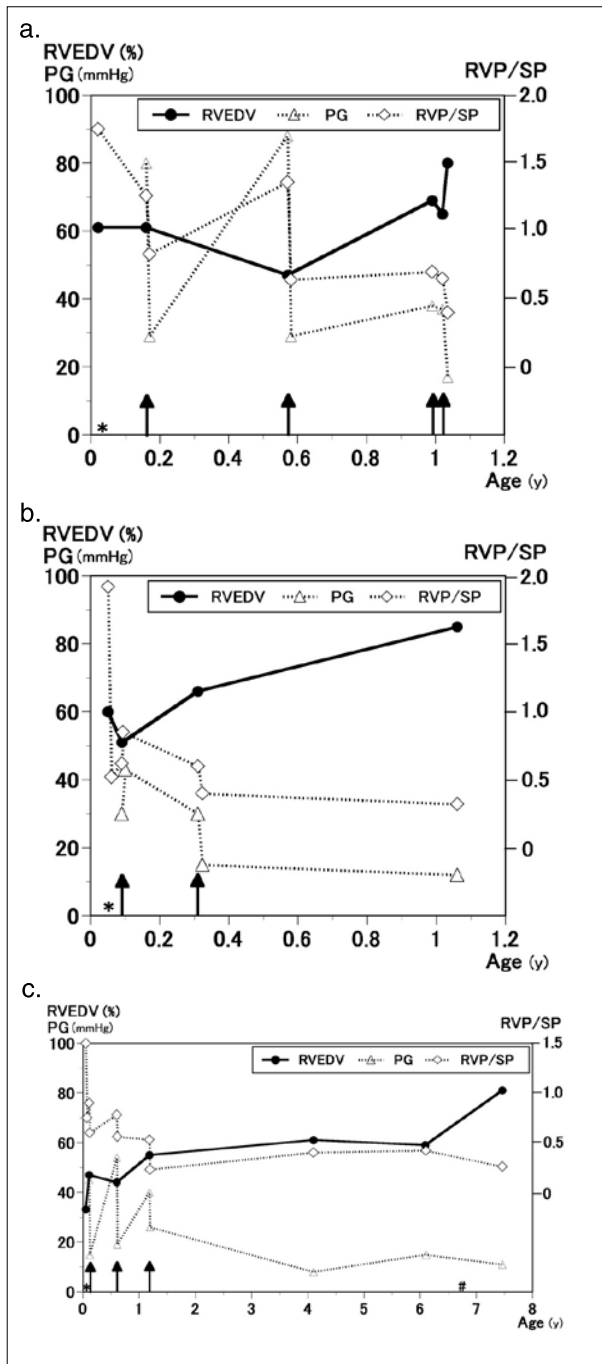 a.
RVEDV (%)
PG (mmHg)
RVP/SP
RVEDV PG RVP/SP
100
80
60
40
20
0
2.0
1.5
1.0
0.5
0
*
0 0.2 0.4 0.6 0.8 1 1.2
Age (y)
b.
RVEDV (%)
PG (mmHg)
RVP/SP
RVEDV PG RVP/SP
100
80
60
40
20
0
2.0
1.5
1.0
0.5
0
*
0 0.2 0.4 0.6 0.8 1 1.2
Age (y)
c.
RVEDV (%)
PG (mmHg)
RVP/SP
RVEDV PG RVP/SP
100
80
60
40
20
0
1.5
1.0
0.5
0
* #
0 1 2 3 4 5 6 7 8
Age (y)